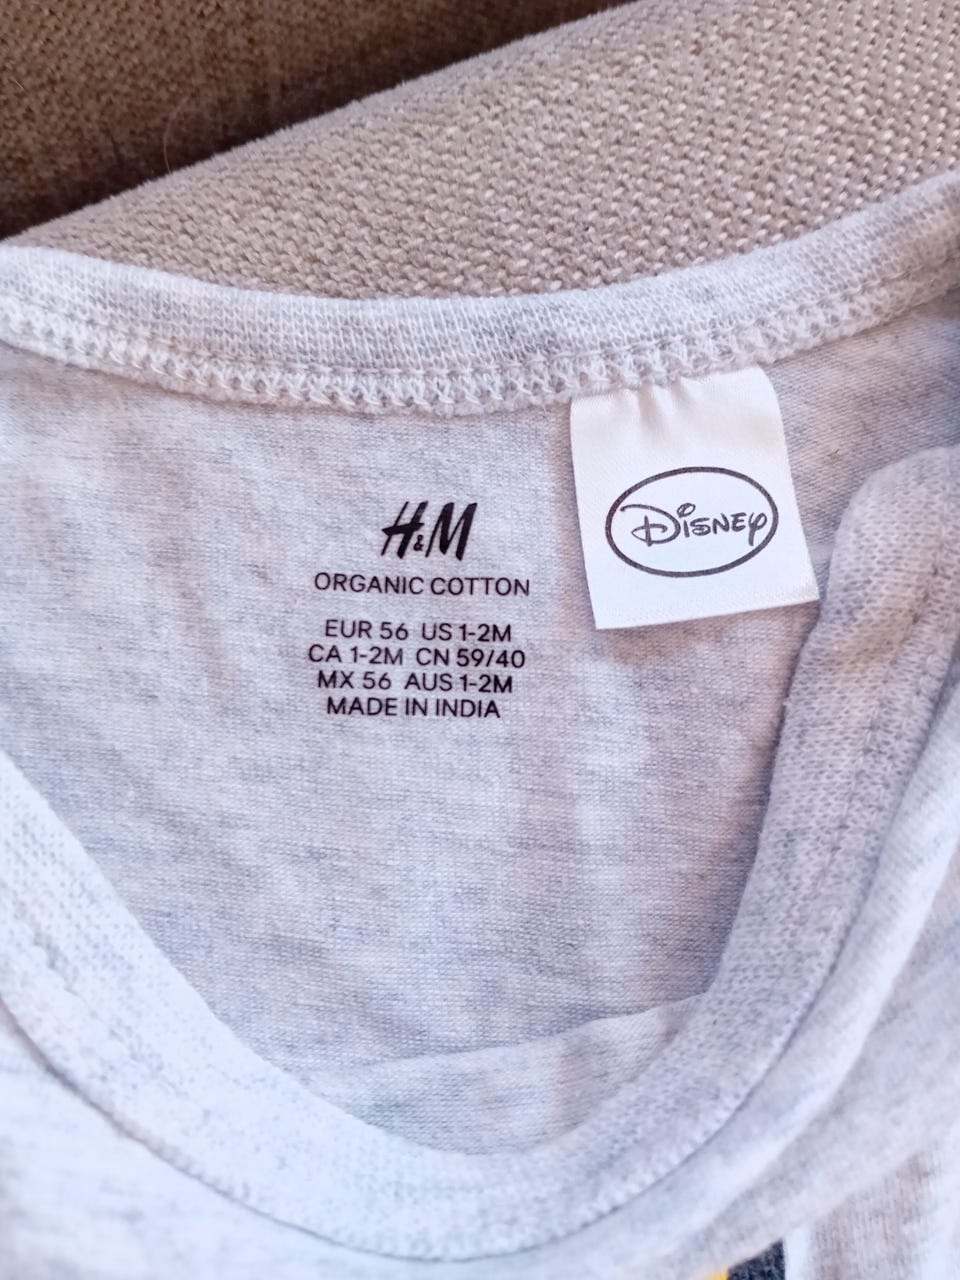 H&M
ORGANIC COTTON
EUR 56 US 1-2M
CA 1-2M CN 59/40
MX 56 AUS 1-2M
MADE IN INDIA
Disney